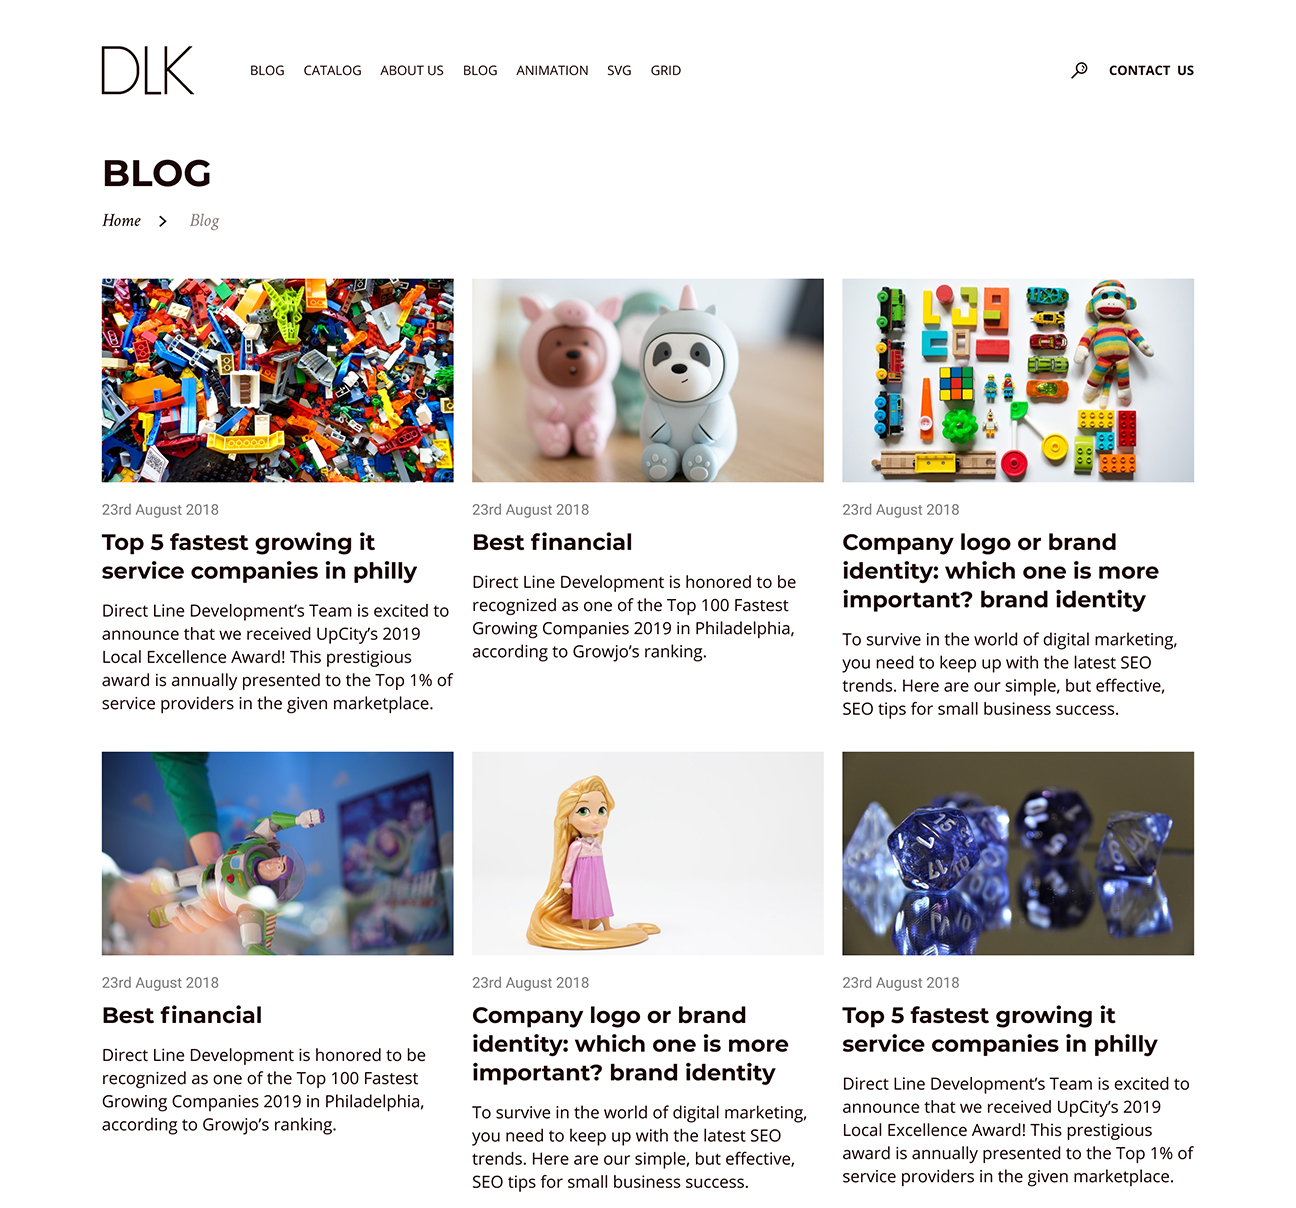 DLK
BLOG CATALOG ABOUT US BLOG ANIMATION SVG GRID
CONTACT US
BLOG
Home > Blog
23rd August 2018
Top 5 fastest growing it
service companies in philly
Direct Line Development’s Team is excited to
announce that we received UpCity’s 2019
Local Excellence Award! This prestigious
award is annually presented to the Top 1% of
service providers in the given marketplace.
23rd August 2018
Best financial
Direct Line Development is honored to be
recognized as one of the Top 100 Fastest
Growing Companies 2019 in Philadelphia,
according to Growjo’s ranking.
23rd August 2018
Company logo or brand
identity: which one is more
important? brand identity
To survive in the world of digital marketing,
you need to keep up with the latest SEO
trends. Here are our simple, but effective,
SEO tips for small business success.
15
7
17
23rd August 2018
Best financial
Direct Line Development is honored to be
recognized as one of the Top 100 Fastest
Growing Companies 2019 in Philadelphia,
according to Growjo’s ranking.
23rd August 2018
Company logo or brand
identity: which one is more
important? brand identity
To survive in the world of digital marketing,
you need to keep up with the latest SEO
trends. Here are our simple, but effective,
SEO tips for small business success.
23rd August 2018
Top 5 fastest growing it
service companies in philly
Direct Line Development’s Team is excited to
announce that we received UpCity’s 2019
Local Excellence Award! This prestigious
award is annually presented to the Top 1% of
service providers in the given marketplace.